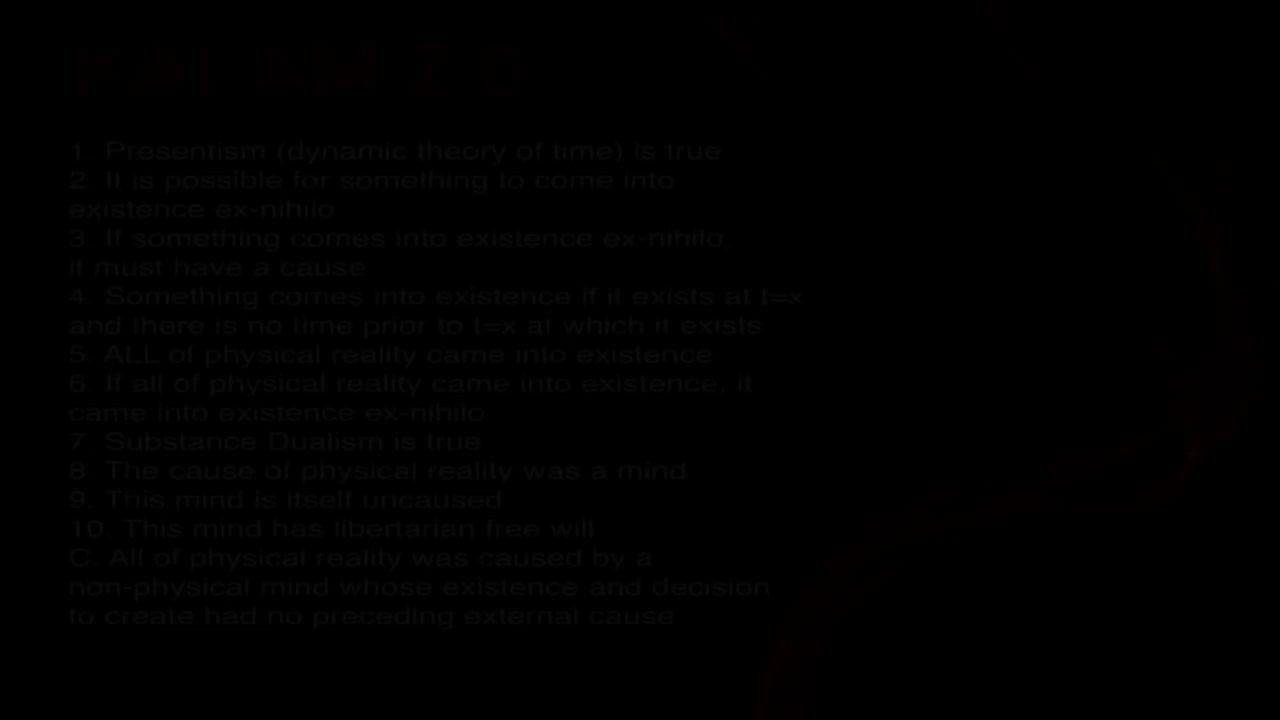 KALAM 2.0
1. Presentism (dynamic theory of time) is true
2. It is possible for something to come into
existence ex-nihilo
3. If something comes into existence ex-nihilo,
it must have a cause
4. Something comes into existence if it exists at t=x
and there is no time prior to t=x at which it exists
5. ALL of physical reality came into existence
6. If all of physical reality came into existence, it
came into existence ex-nihilo
7. Substance Dualism is true
8. The cause of physical reality was a mind
9. This mind is itself uncaused
10. This mind has libertarian free will
C. All of physical reality was caused by a
non-physical mind whose existence and decision
to create had no preceding external cause